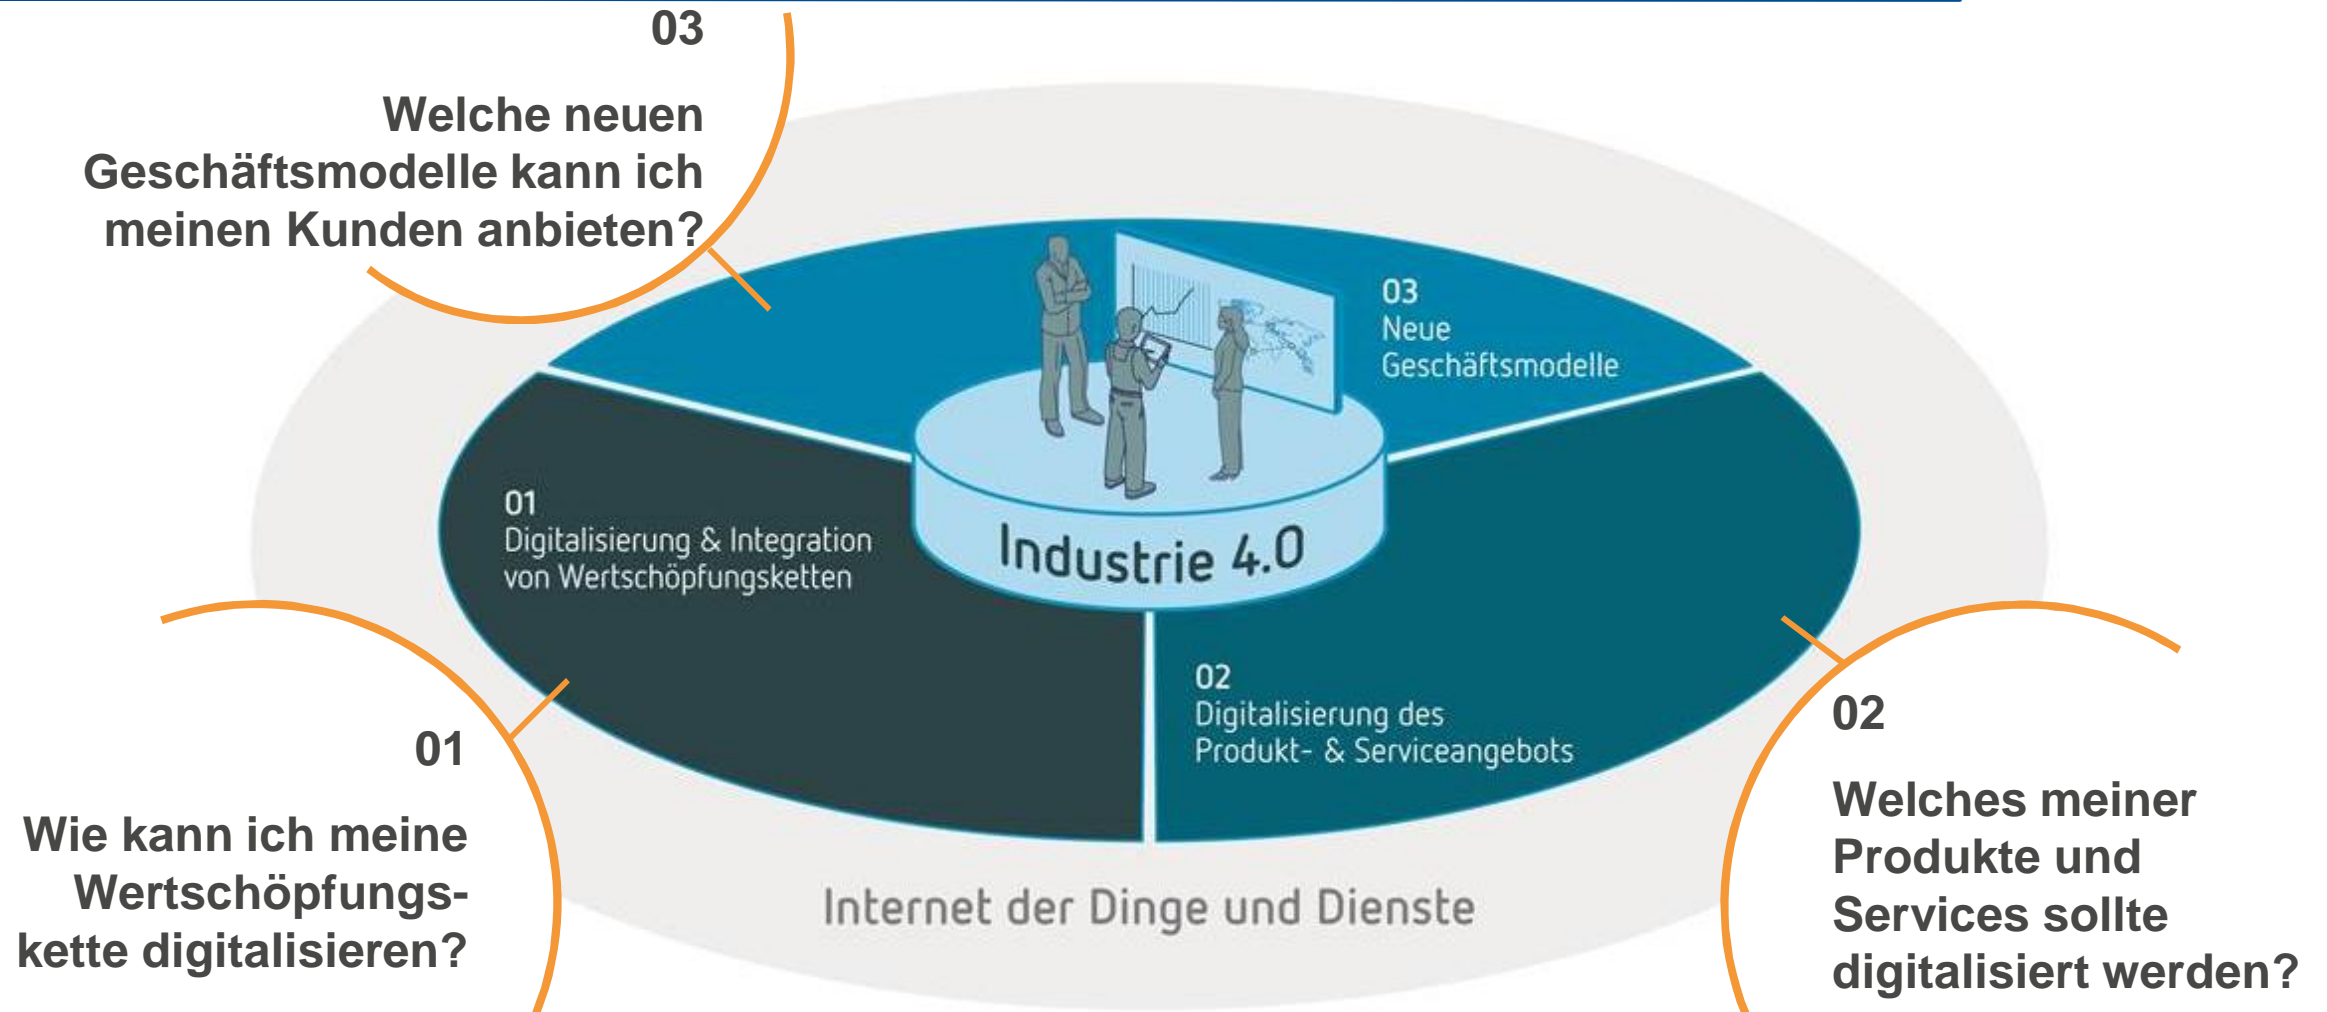 03
Welche neuen
Geschäftsmodelle kann ich
meinen Kunden anbieten?
03
Neue
Geschäftsmodelle
01
Digitalisierung & Integration
von Wertschöpfungsketten
Industrie 4.0
02
Digitalisierung des
Produkt- & Serviceangebots
Internet der Dinge und Dienste
01
Wie kann ich meine
Wertschöpfungs-
kette digitalisieren?
02
Welches meiner
Produkte und
Services sollte
digitalisiert werden?